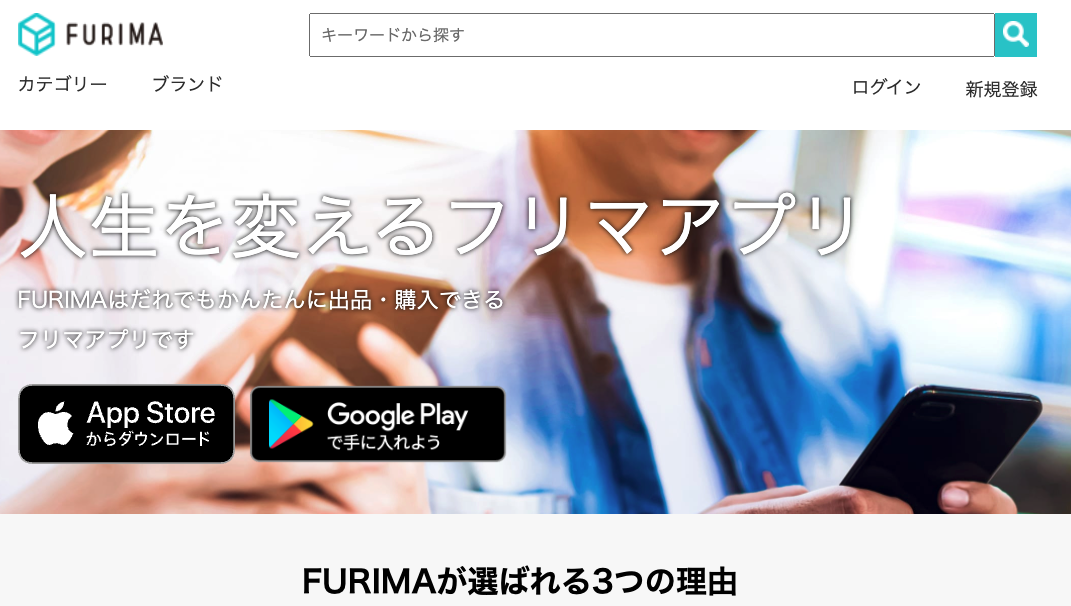 FURIMA
キーワードから探す
カテゴリー ブランド
ログイン 新規登録
人生を変えるフリマアプリ
FURIMAはだれでもかんたんに出品・購入できる
フリマアプリです
App Store
からダウンロード
Google Play
で手に入れよう
FURIMAが選ばれる3つの理由